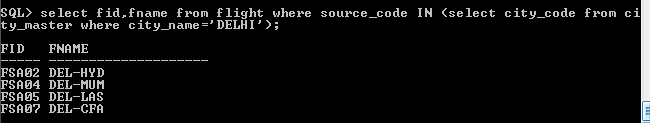 SQL> select fid,fname from flight where source_code IN (select city_code from ci
ty_master where city_name='DELHI');
FID   FNAME
----- --------------------
FSA02 DEL-HYD
FSA04 DEL-MUM
FSA05 DEL-LAS
FSA07 DEL-CFA